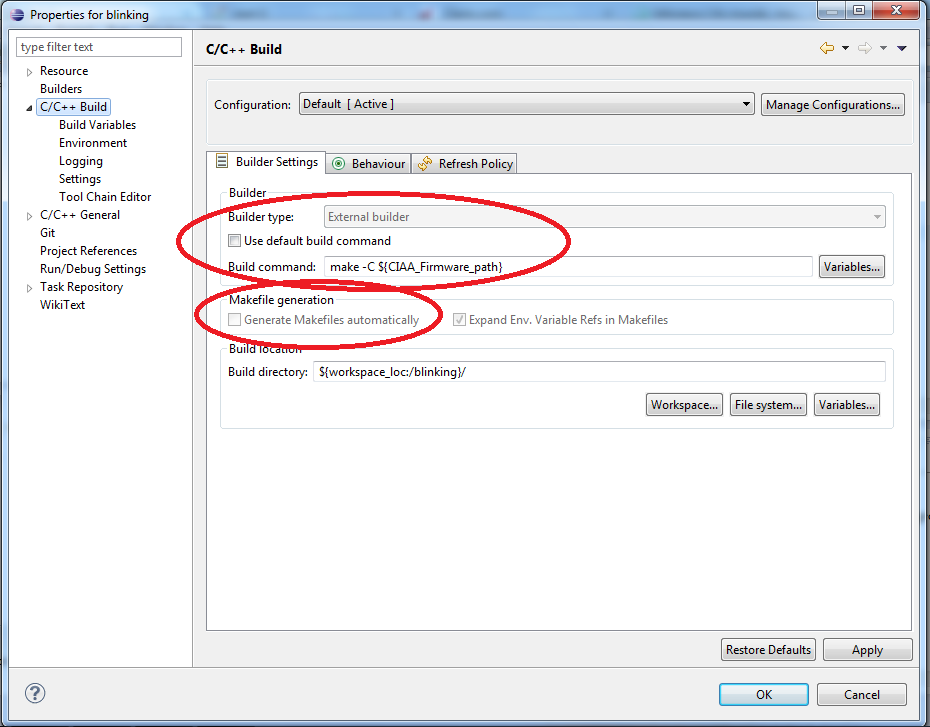 Properties for blinking
type filter text
Resource
Builders
C/C++ Build
Build Variables
Environment
Logging
Settings
Tool Chain Editor
C/C++ General
Git
Project References
Run/Debug Settings
Task Repository
WikiText
C/C++ Build
Configuration: Default [ Active ] Manage Configurations...
Builder Settings Behaviour Refresh Policy
Builder
Builder type: External builder
Use default build command
Build command: make -C ${CIAA_Firmware_path} Variables...
Makefile generation
Generate Makefiles automatically Expand Env. Variable Refs in Makefiles
Build location
Build directory: ${workspace_loc:/blinking}/
Workspace... File system... Variables...
Restore Defaults Apply
? OK Cancel